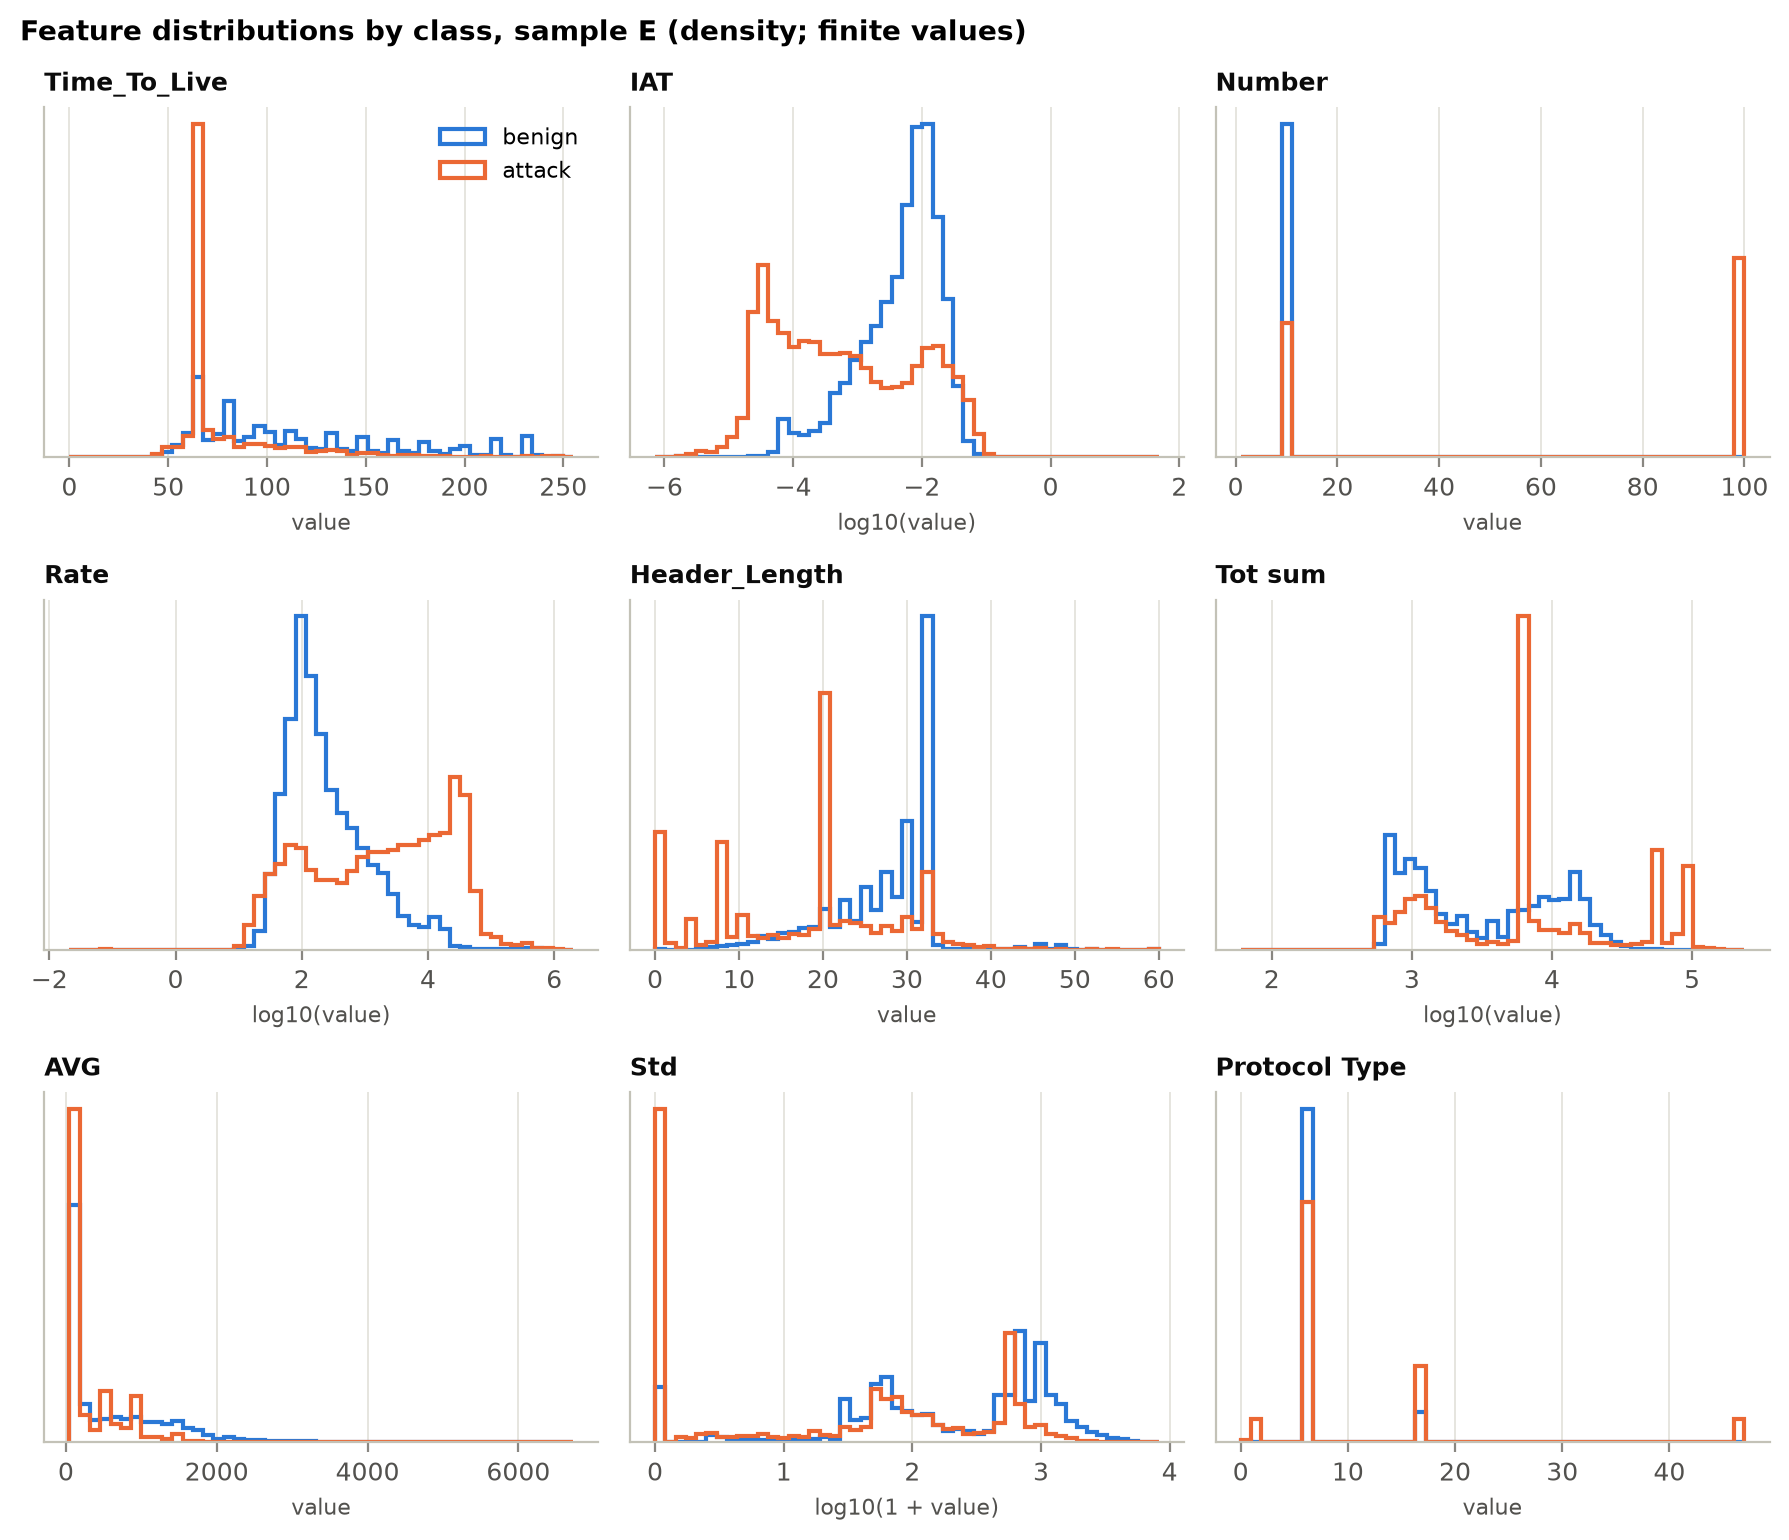 Feature distributions by class, sample E (density; finite values)
Time_To_Live
IAT
Number
benign
attack
0 50 100 150 200 250
value
−6 −4 −2 0 2
log10(value)
0 20 40 60 80 100
value
Rate
Header_Length
Tot sum
−2 0 2 4 6
log10(value)
0 10 20 30 40 50 60
value
2 3 4 5
log10(value)
AVG
Std
Protocol Type
0 2000 4000 6000
value
0 1 2 3 4
log10(1 + value)
0 10 20 30 40
value